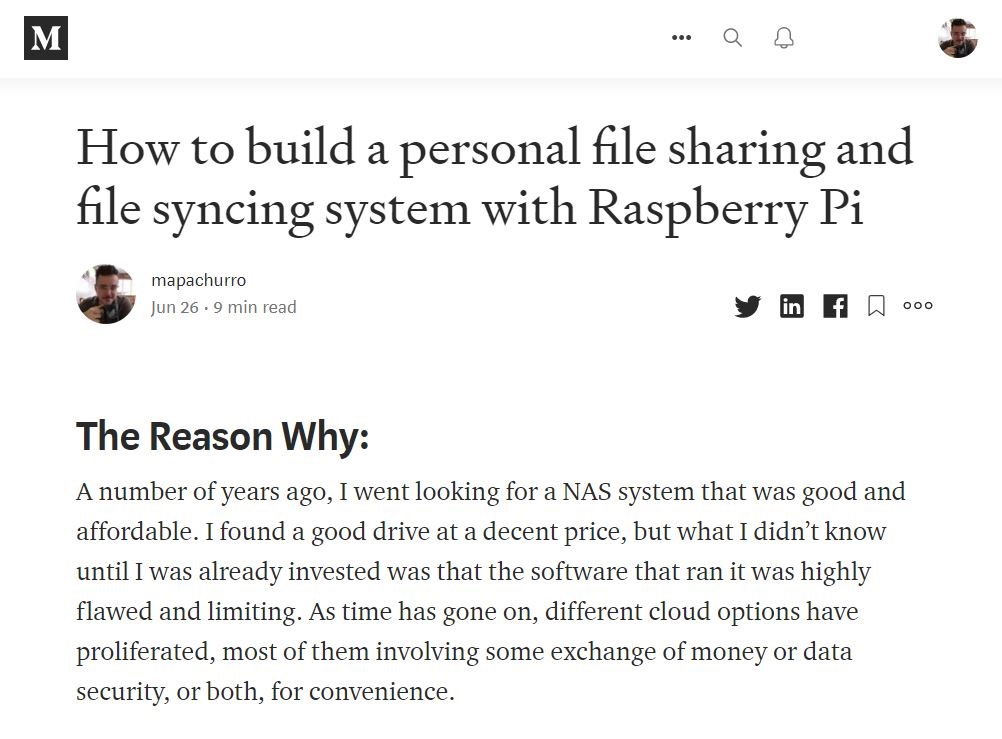 M
How to build a personal file sharing and
file syncing system with Raspberry Pi
mapachurro
Jun 26 · 9 min read
The Reason Why:
A number of years ago, I went looking for a NAS system that was good and
affordable. I found a good drive at a decent price, but what I didn’t know
until I was already invested was that the software that ran it was highly
flawed and limiting. As time has gone on, different cloud options have
proliferated, most of them involving some exchange of money or data
security, or both, for convenience.